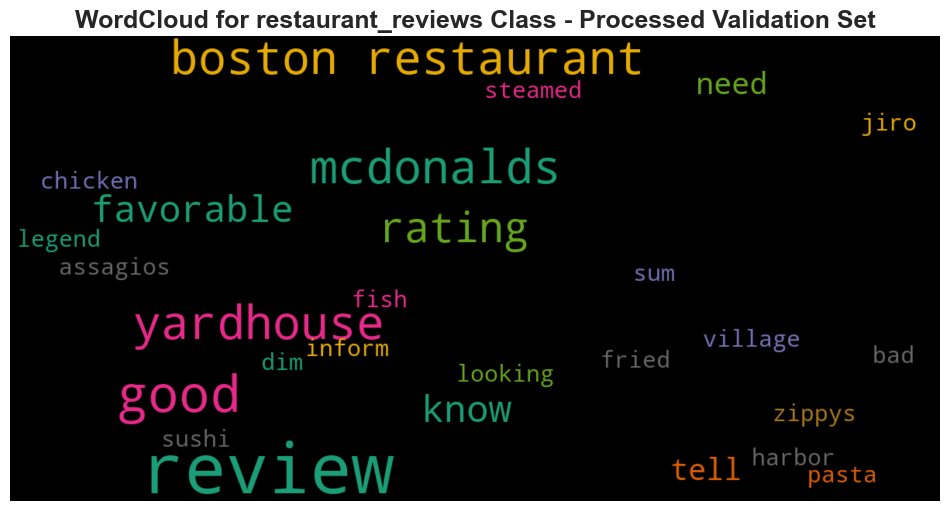 WordCloud for restaurant_reviews Class - Processed Validation Set
boston restaurant
need
steamed
jiro
mcdonalds
chicken
favorable
rating
legend
assagios
sum
fish
yardhouse
village
inform
bad
dim
fried
looking
good
know
zippys
sushi
harbor
review
tell
pasta